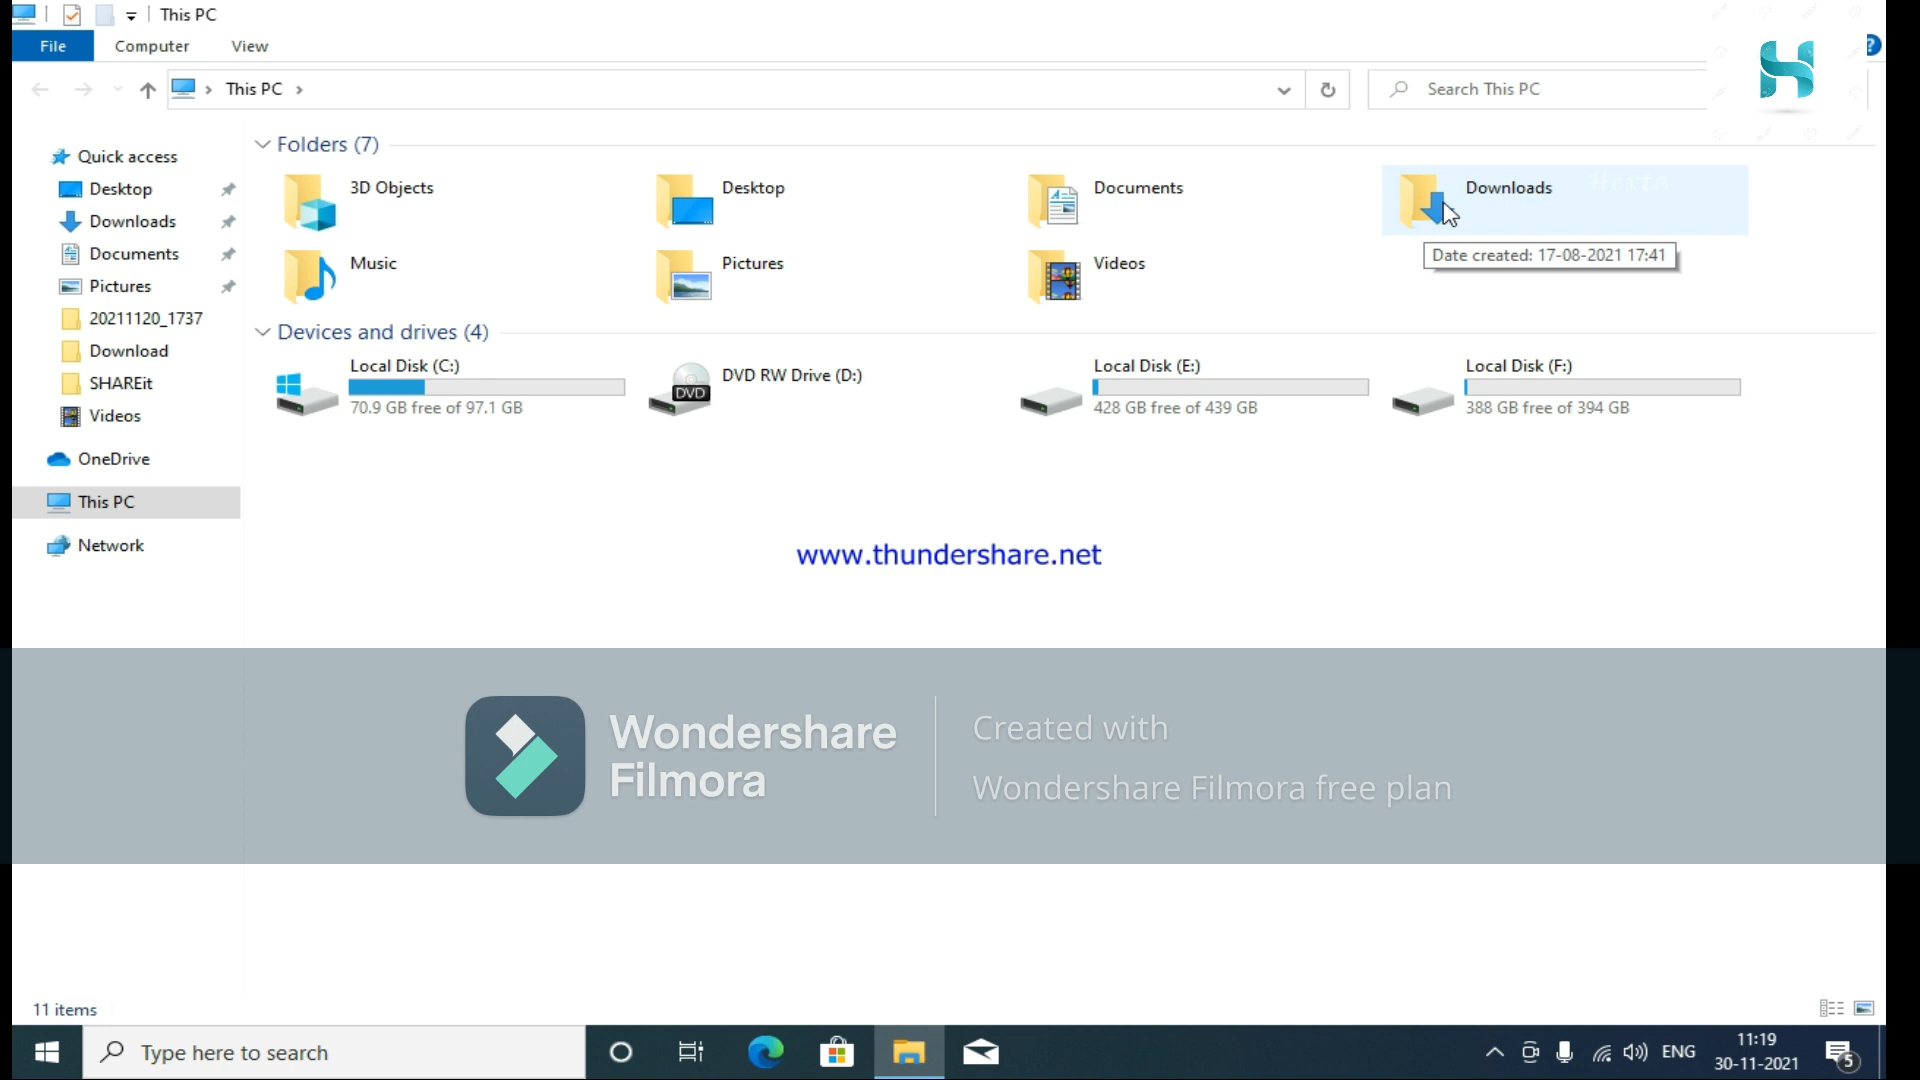 This PC
File
Computer
View
This PC
Search This PC
Folders (7)
Quick access
Desktop
Downloads
Documents
Pictures
20211120_1737
Download
SHAREit
Videos
OneDrive
This PC
Network
3D Objects
Desktop
Documents
Downloads
Hexta
Date created: 17-08-2021 17:41
Music
Pictures
Videos
Devices and drives (4)
Local Disk (C:)
70.9 GB free of 97.1 GB
DVD RW Drive (D:)
DVD
Local Disk (E:)
428 GB free of 439 GB
Local Disk (F:)
388 GB free of 394 GB
www.thundershare.net
Wondershare
Filmora
Created with
Wondershare Filmora free plan
11 items
Type here to search
ENG
11:19
30-11-2021
5